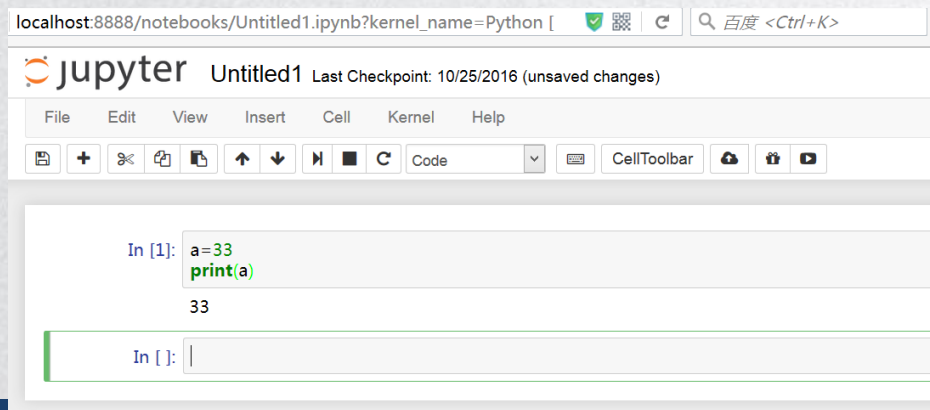 localhost:8888/notebooks/Untitled1.ipynb?kernel_name=Python [
百度 <Ctrl+K>
jupyter Untitled1 Last Checkpoint: 10/25/2016 (unsaved changes)
File Edit View Insert Cell Kernel Help
Code CellToolbar
In [1]: a=33
print(a)
33
In [ ]: